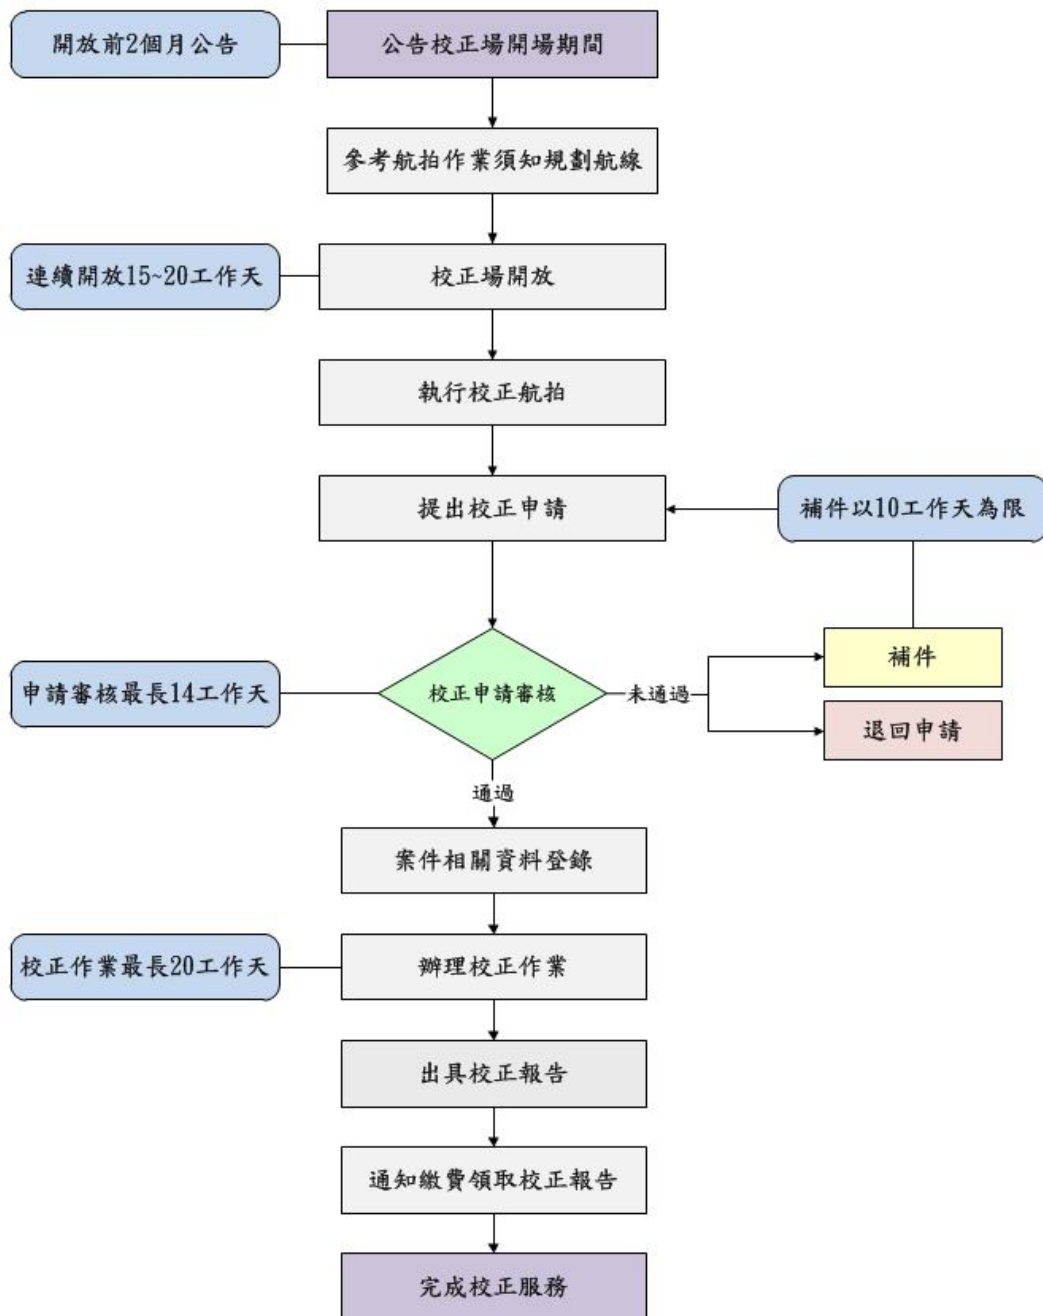 開放前2個月公告
公告校正場開場期間
參考航拍作業須知規劃航線
連續開放15~20工作天
校正場開放
執行校正航拍
提出校正申請
補件以10工作天為限
申請審核最長14工作天
校正申請審核
未通過
補件
退回申請
通過
案件相關資料登錄
校正作業最長20工作天
辦理校正作業
出具校正報告
通知繳費領取校正報告
完成校正服務